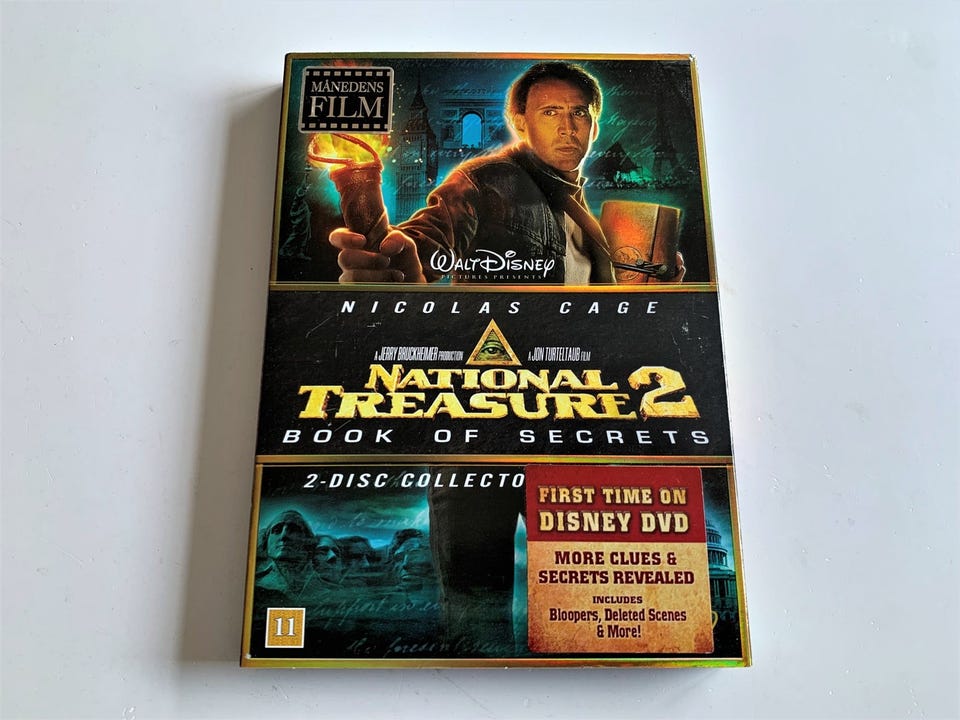 MÅNEDENS
FILM
WALT DISNEY
PICTURES PRESENTS
NICOLAS CAGE
A JERRY BRUCKHEIMER PRODUCTION
A JON TURTELTAUB FILM
NATIONAL
TREASURE 2
BOOK OF SECRETS
2-DISC COLLECTO
FIRST TIME ON
DISNEY DVD
MORE CLUES &
SECRETS REVEALED
INCLUDES
Bloopers, Deleted Scenes
& More!
11